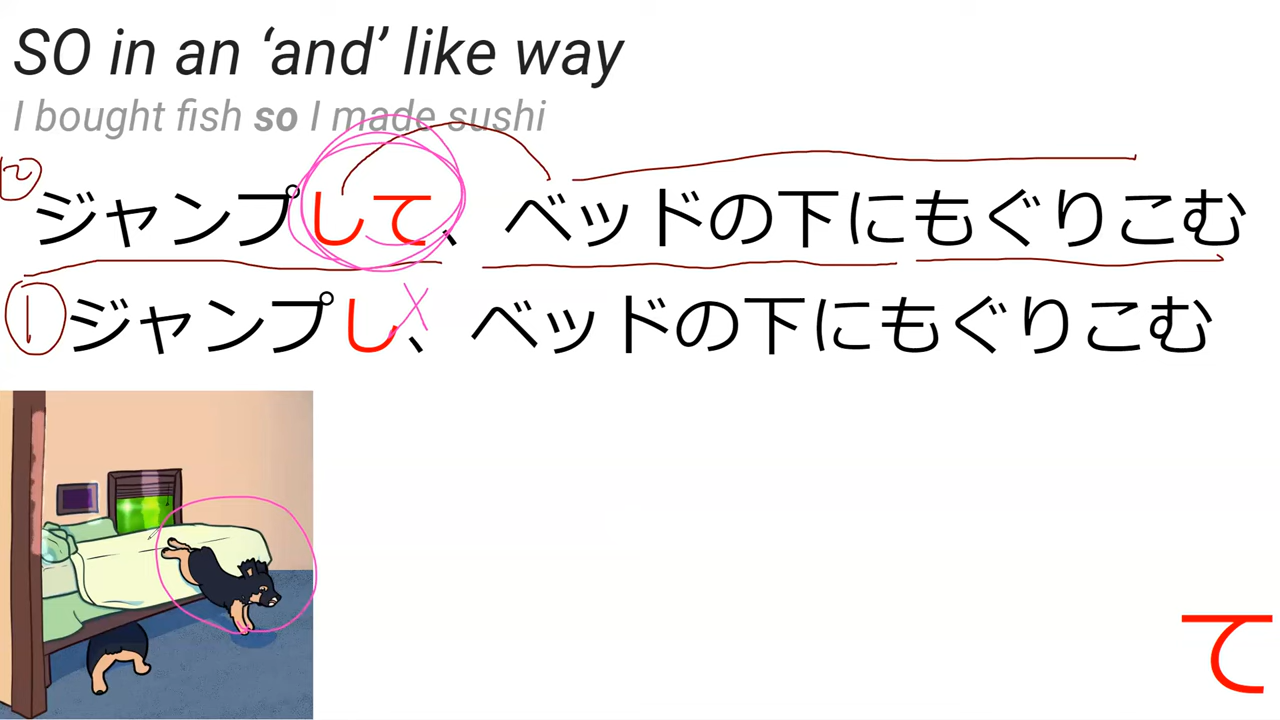 SO in an ‘and’ like way
I bought fish so I made sushi
② ジャンプして、ベッドの下にもぐりこむ
① ジャンプし X、ベッドの下にもぐりこむ
て